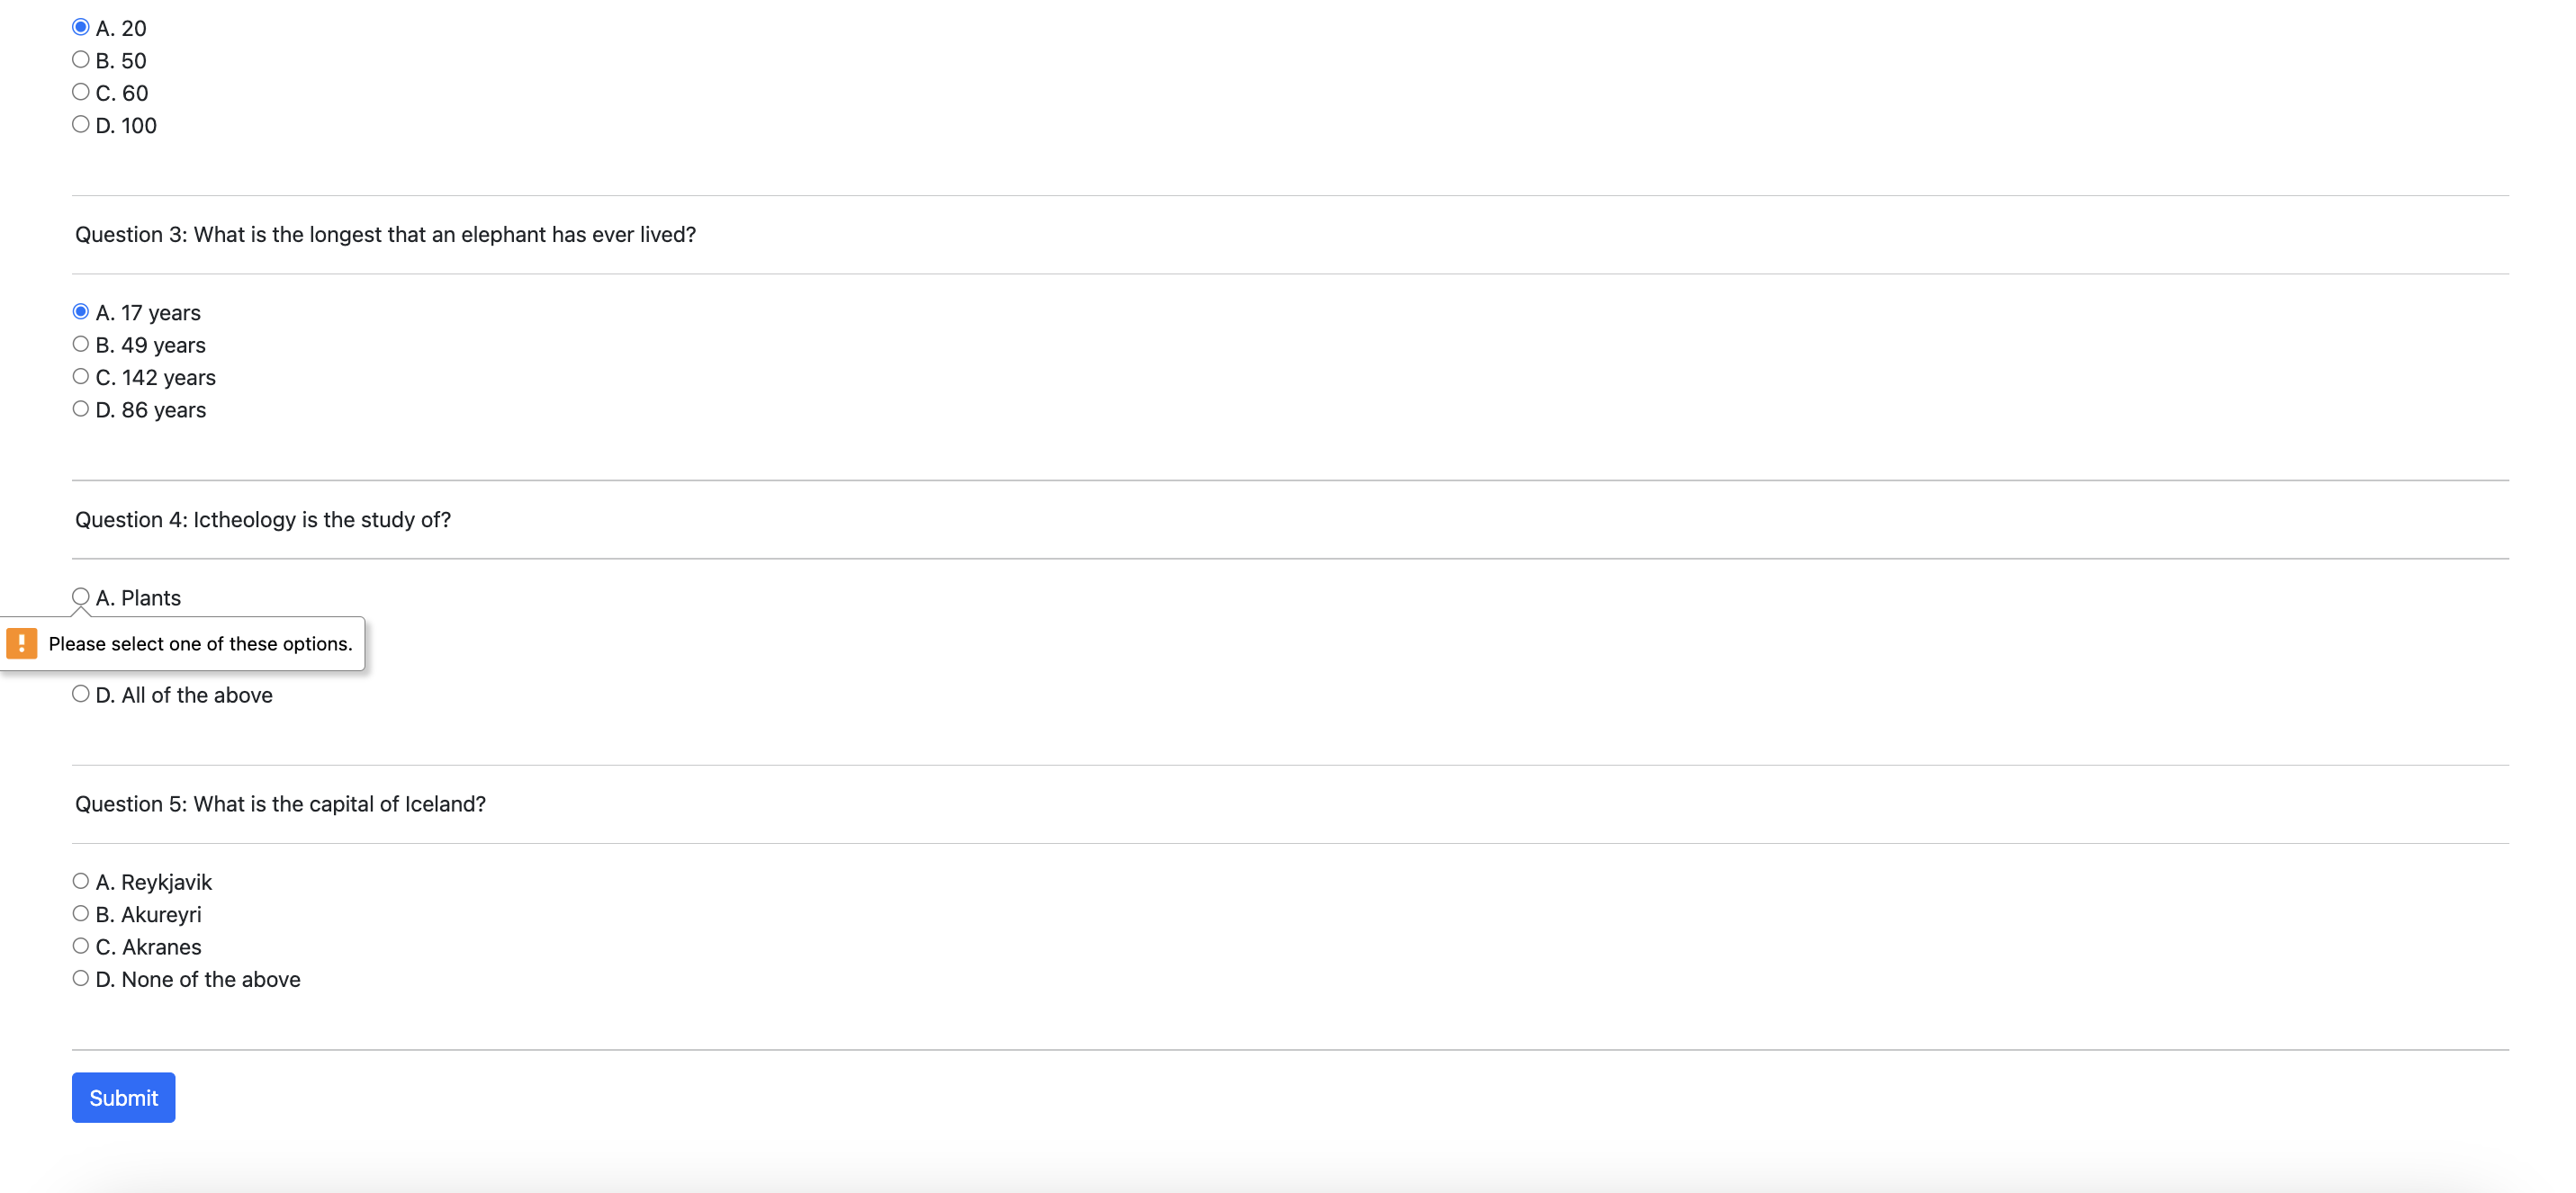 A. 20
B. 50
C. 60
D. 100
Question 3: What is the longest that an elephant has ever lived?
A. 17 years
B. 49 years
C. 142 years
D. 86 years
Question 4: Ictheology is the study of?
A. Plants
Please select one of these options.
D. All of the above
Question 5: What is the capital of Iceland?
A. Reykjavik
B. Akureyri
C. Akranes
D. None of the above
Submit